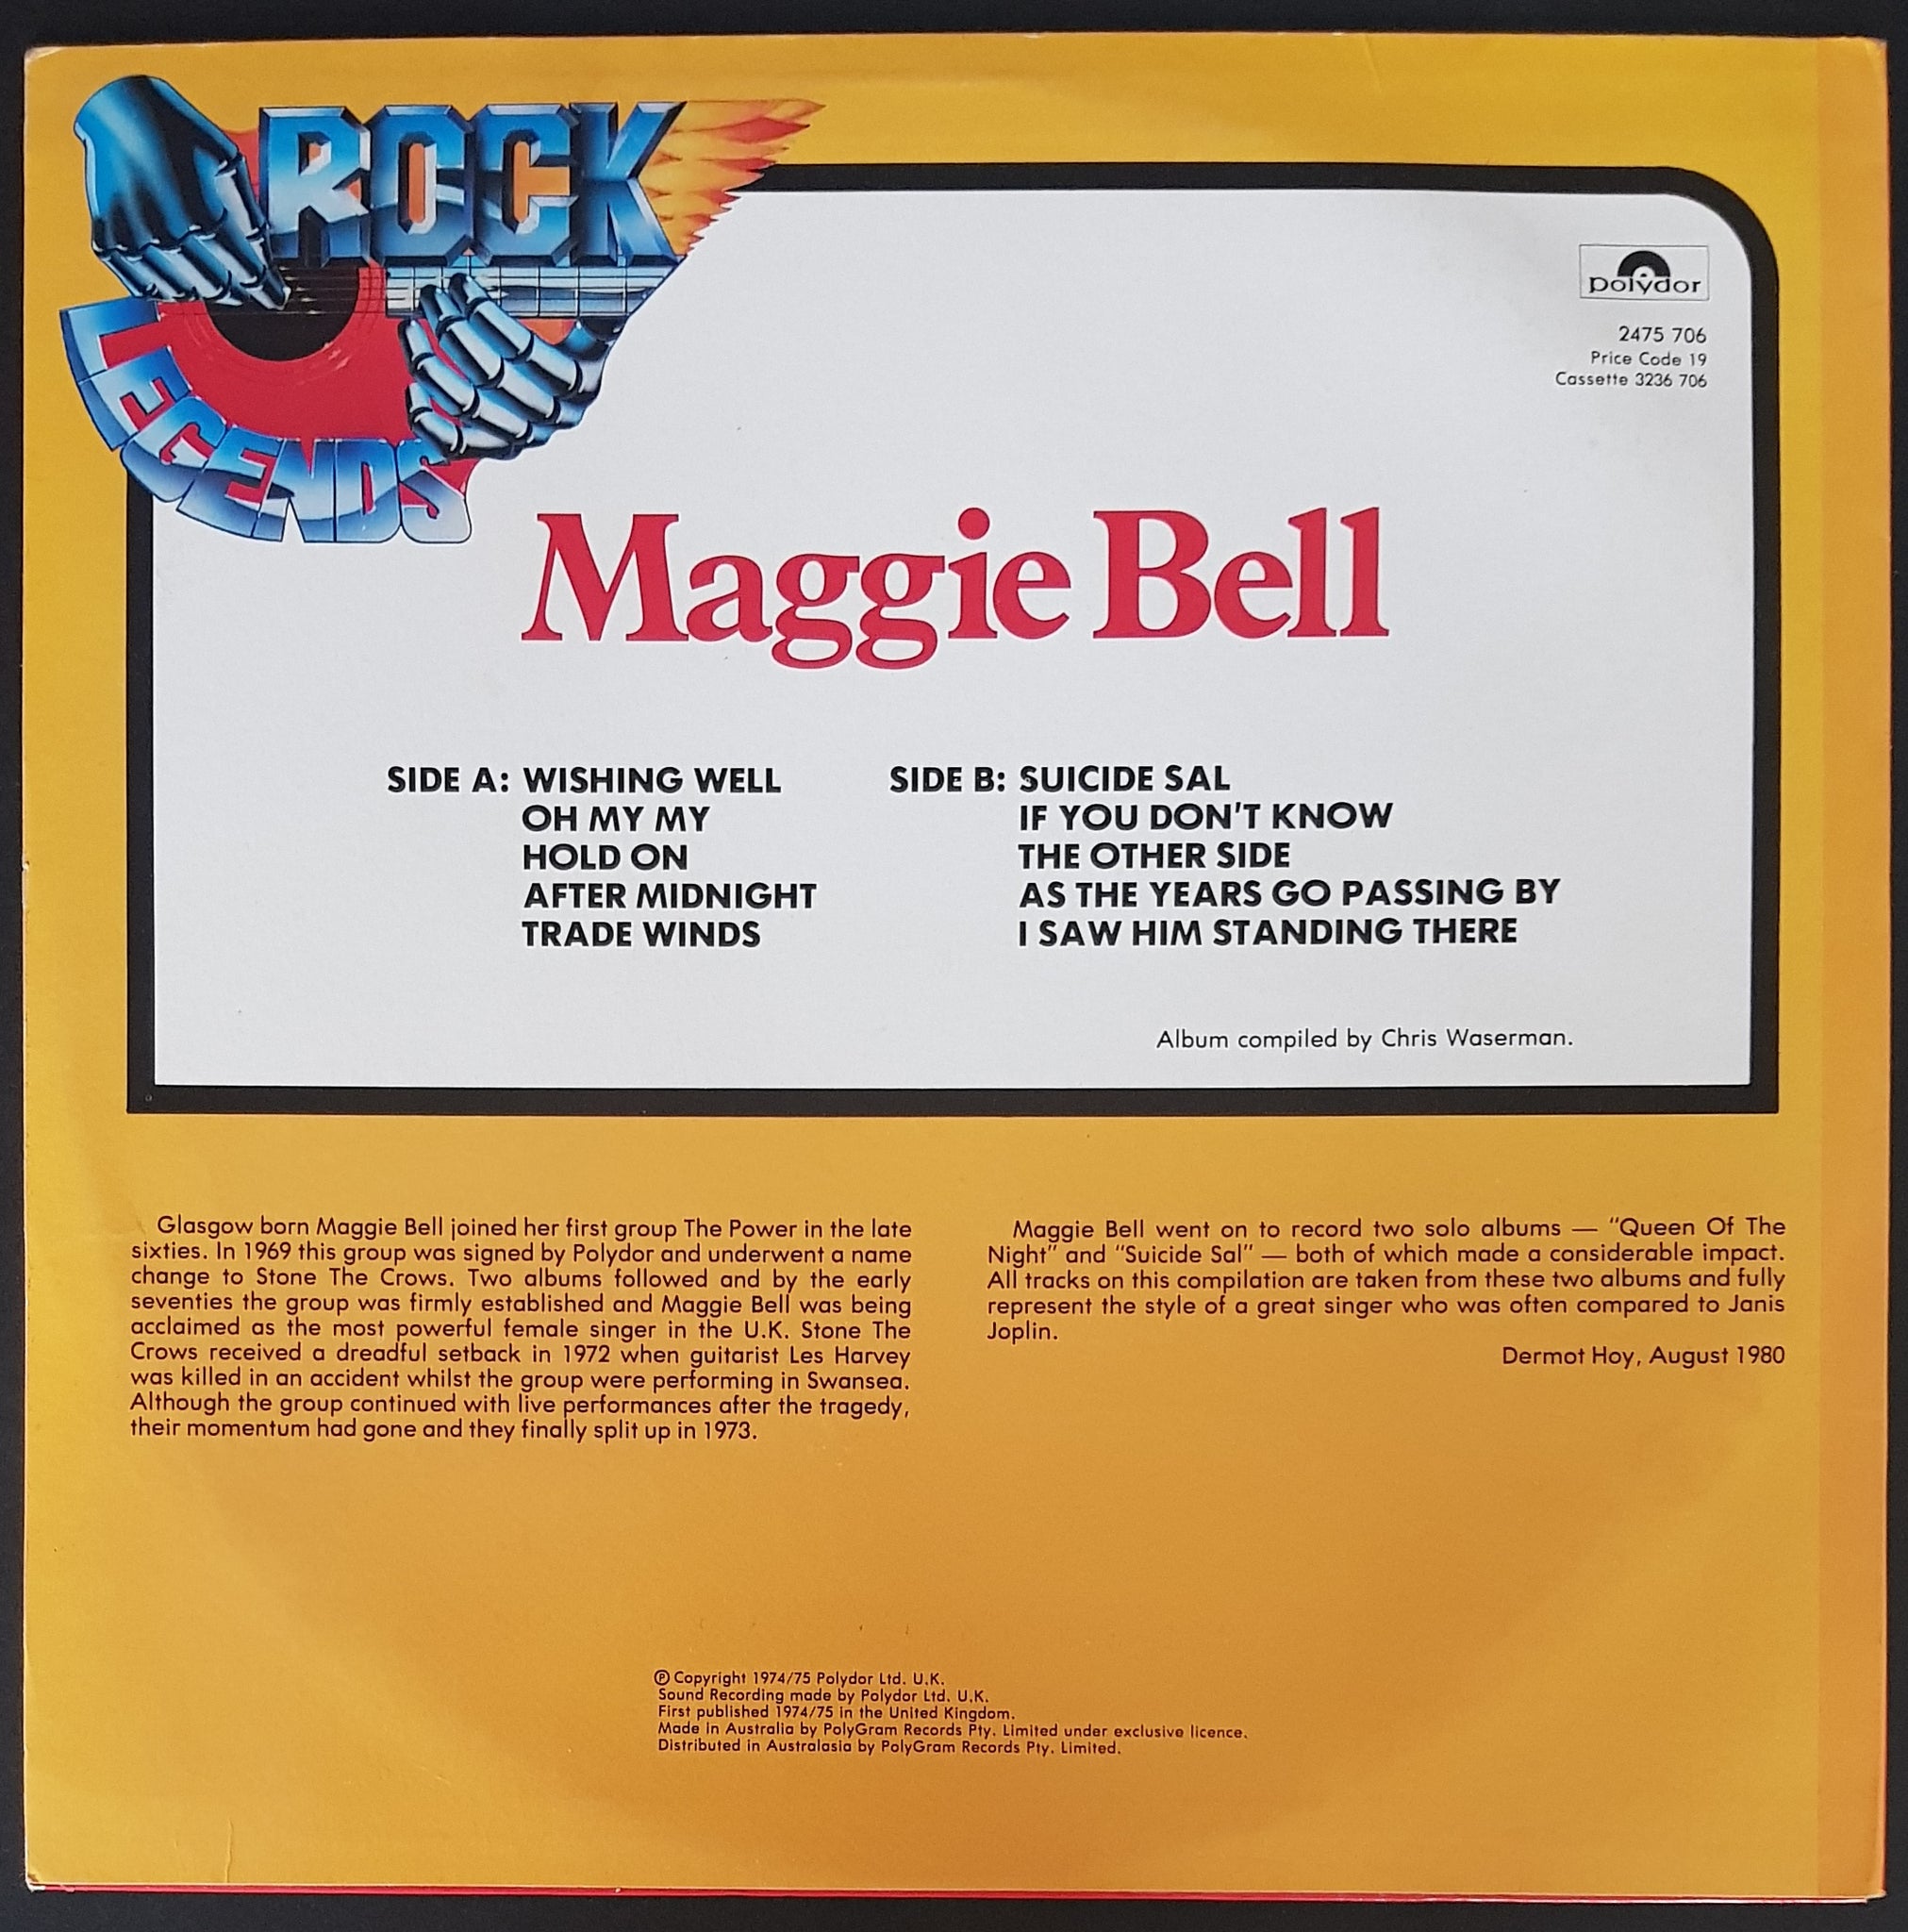 ROCK
LEGENDS
polydor
2475 706
Price Code 19
Cassette 3236 706
Maggie Bell
SIDE A: WISHING WELL
OH MY MY
HOLD ON
AFTER MIDNIGHT
TRADE WINDS
SIDE B: SUICIDE SAL
IF YOU DON'T KNOW
THE OTHER SIDE
AS THE YEARS GO PASSING BY
I SAW HIM STANDING THERE
Album compiled by Chris Waserman.
Glasgow born Maggie Bell joined her first group The Power in the late
sixties. In 1969 this group was signed by Polydor and underwent a name
change to Stone The Crows. Two albums followed and by the early
seventies the group was firmly established and Maggie Bell was being
acclaimed as the most powerful female singer in the U.K. Stone The
Crows received a dreadful setback in 1972 when guitarist Les Harvey
was killed in an accident whilst the group were performing in Swansea.
Although the group continued with live performances after the tragedy,
their momentum had gone and they finally split up in 1973.
Maggie Bell went on to record two solo albums — "Queen Of The
Night" and "Suicide Sal" — both of which made a considerable impact.
All tracks on this compilation are taken from these two albums and fully
represent the style of a great singer who was often compared to Janis
Joplin.
Dermot Hoy, August 1980
℗ Copyright 1974/75 Polydor Ltd. U.K.
Sound Recording made by Polydor Ltd. U.K.
First published 1974/75 in the United Kingdom.
Made in Australia by PolyGram Records Pty. Limited under exclusive licence.
Distributed in Australasia by PolyGram Records Pty. Limited.